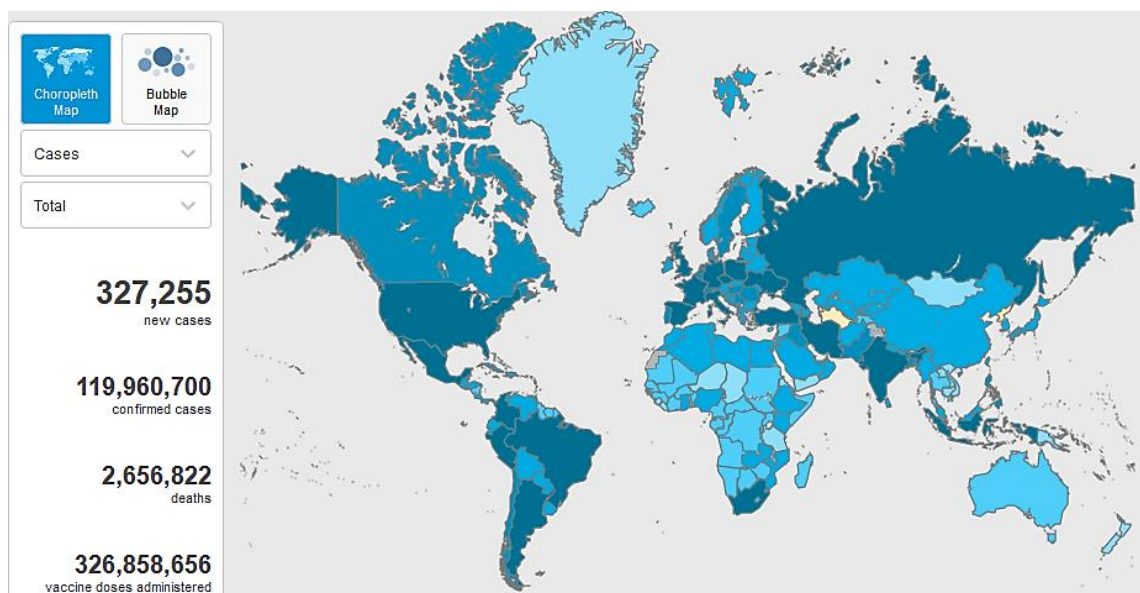 Choropleth
Map
Bubble
Map
Cases
Total
327,255
new cases
119,960,700
confirmed cases
2,656,822
deaths
326,858,656
vaccine doses administered